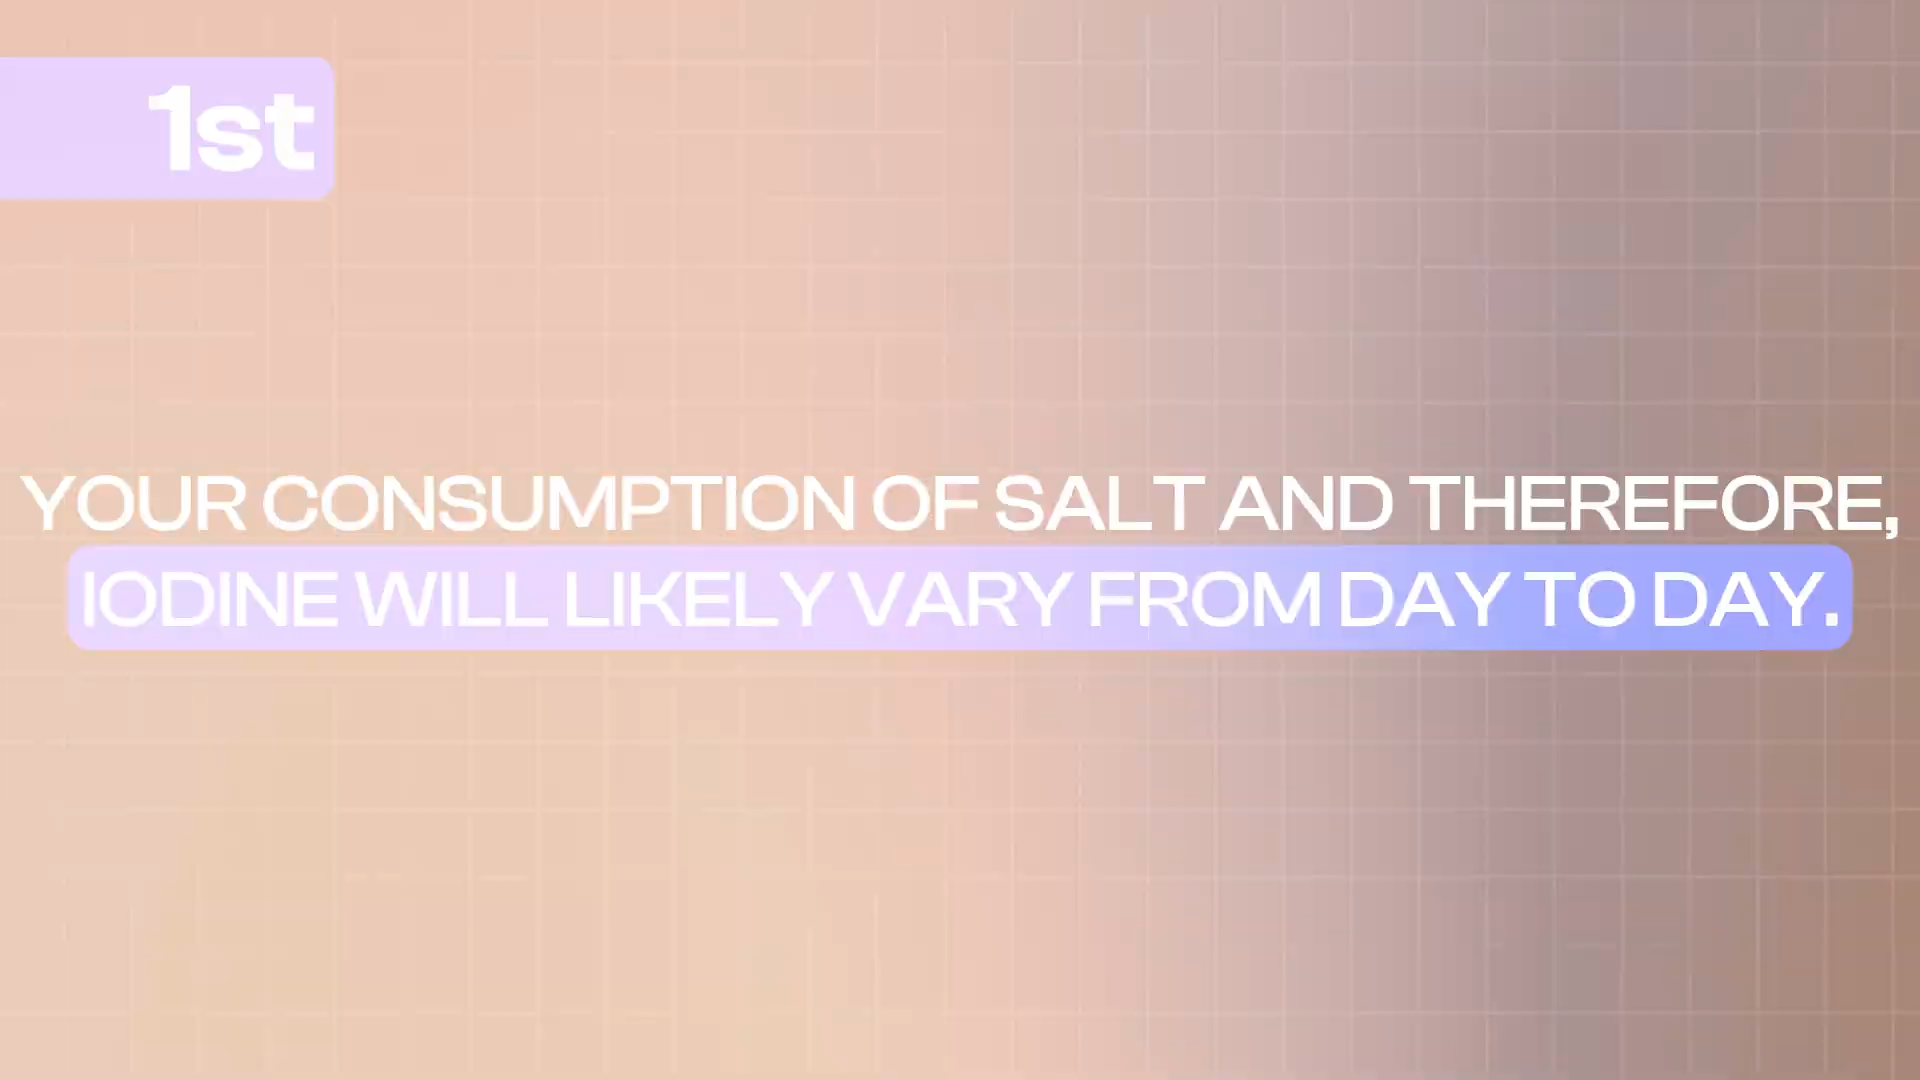 1st
YOUR CONSUMPTION OF SALT AND THEREFORE,
IODINE WILL LIKELY VARY FROM DAY TO DAY.